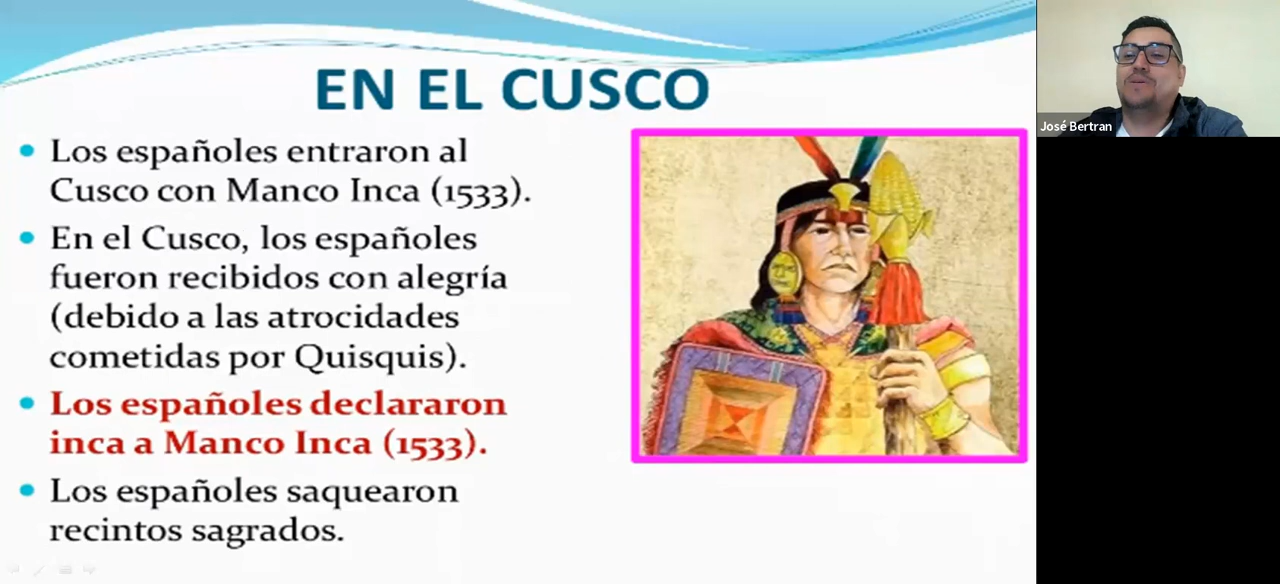 EN EL CUSCO
• Los españoles entraron al
Cusco con Manco Inca (1533).
• En el Cusco, los españoles
fueron recibidos con alegría
(debido a las atrocidades
cometidas por Quisquis).
• Los españoles declararon
inca a Manco Inca (1533).
• Los españoles saquearon
recintos sagrados.
José Bertran